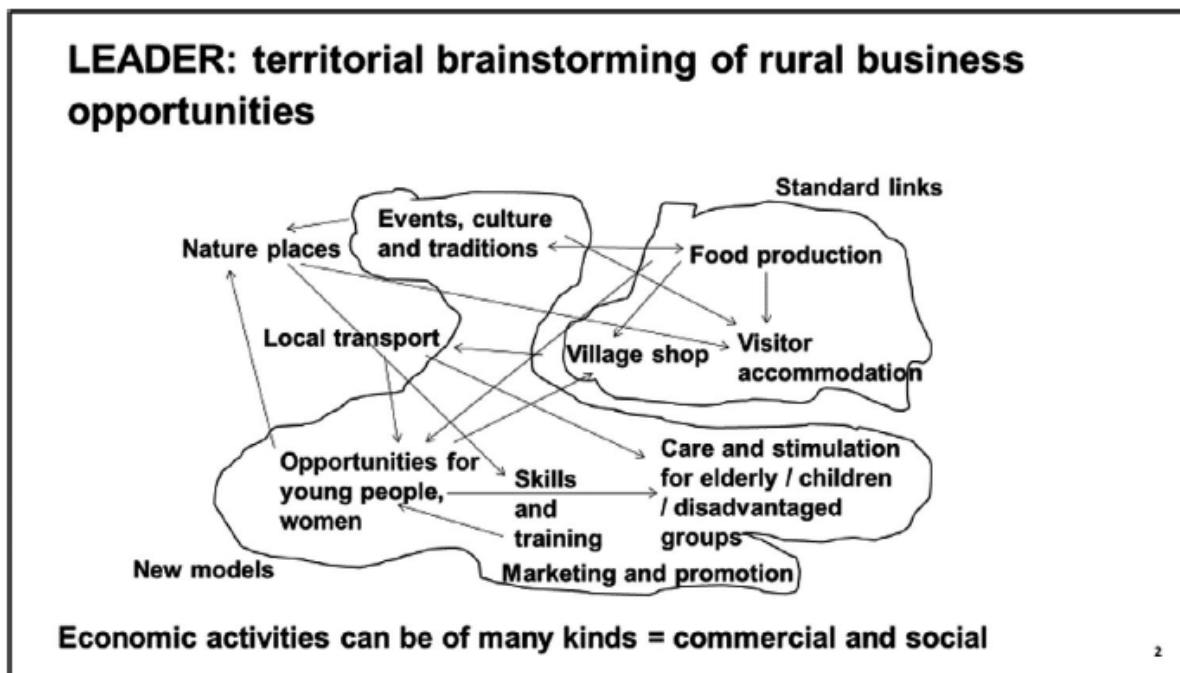 LEADER: territorial brainstorming of rural business
opportunities
Standard links
Events, culture
and traditions
Nature places
Food production
Local transport
Village shop
Visitor
accommodation
Opportunities for
young people,
women
Skills
and
training
Care and stimulation
for elderly / children
/ disadvantaged
groups
New models
Marketing and promotion
Economic activities can be of many kinds = commercial and social
2